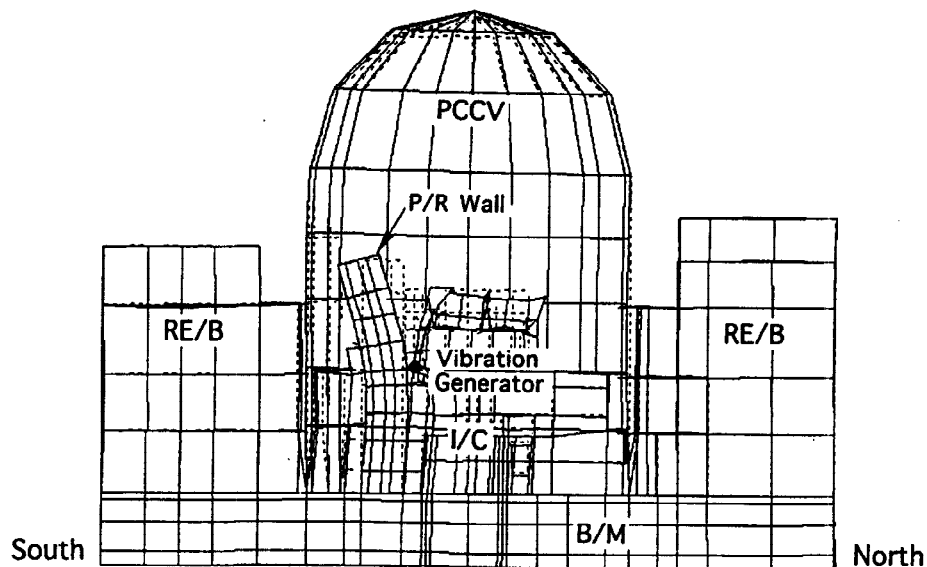 PCCV
P/R Wall
RE/B
RE/B
Vibration
Generator
I/C
B/M
South
North